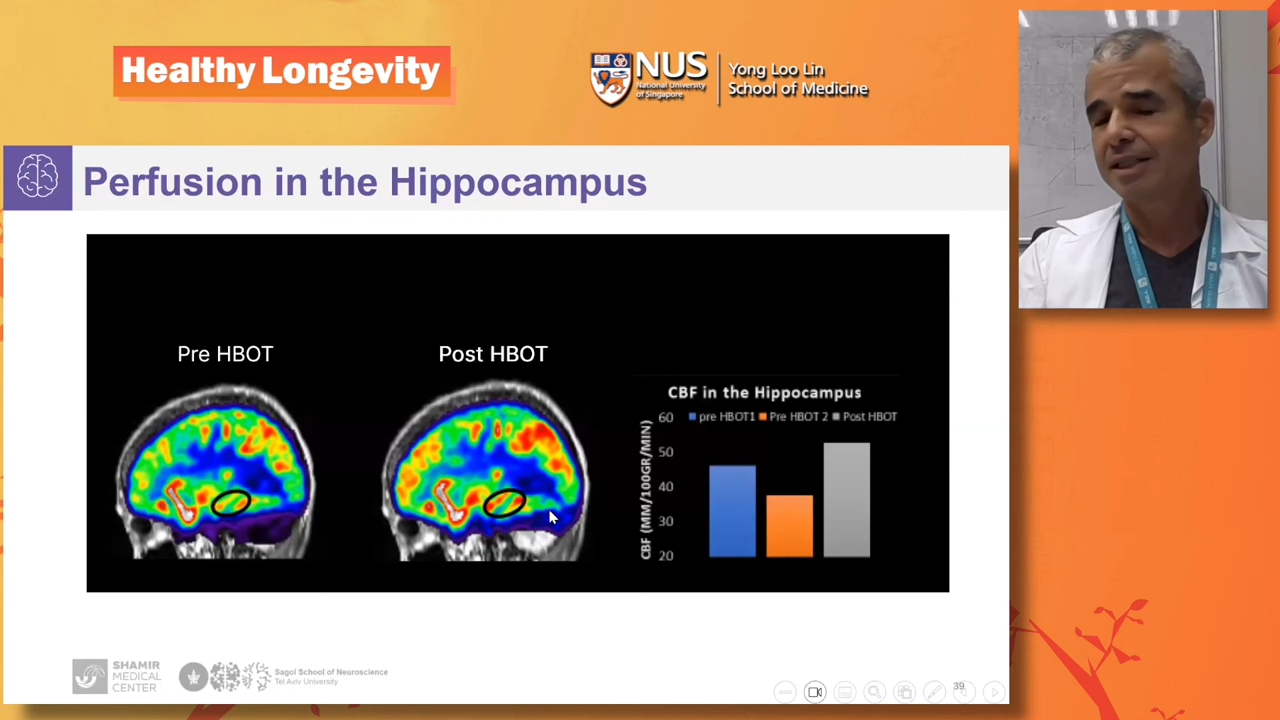 Healthy Longevity
NUS
National University
of Singapore
Yong Loo Lin
School of Medicine
Perfusion in the Hippocampus
Pre HBOT
Post HBOT
CBF in the Hippocampus
pre HBOT1 Pre HBOT 2 Post HBOT
CBF (MM/100GR/MIN)
60
50
40
30
20
SHAMIR
MEDICAL
CENTER
Sagol School of Neuroscience
Tel Aviv University
39